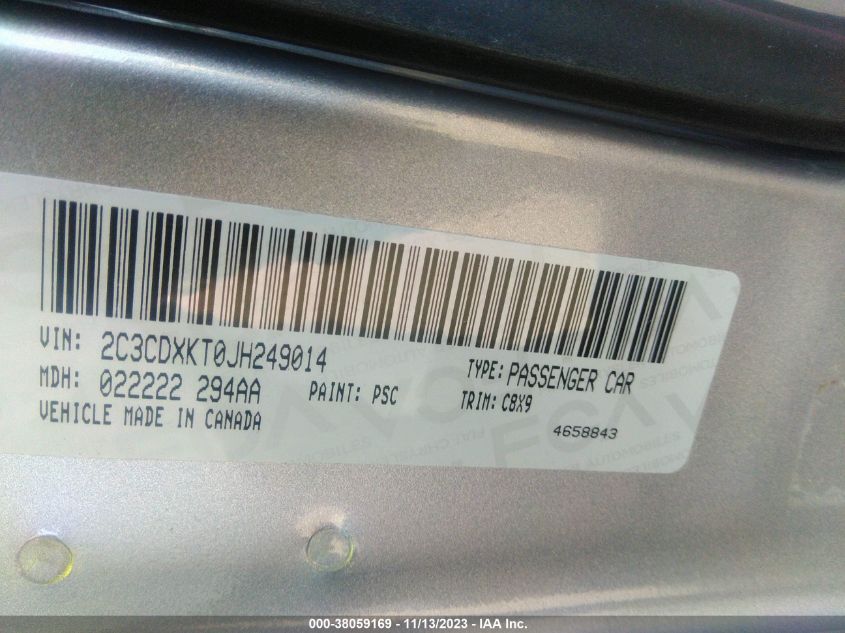 VIN: 2C3CDXKT0JH249014
TYPE: PASSENGER CAR
MDH: 022222 294AA
PAINT: PSC
TRIM: C8X9
VEHICLE MADE IN CANADA
4658843
000-38059169 - 11/13/2023 - IAA Inc.